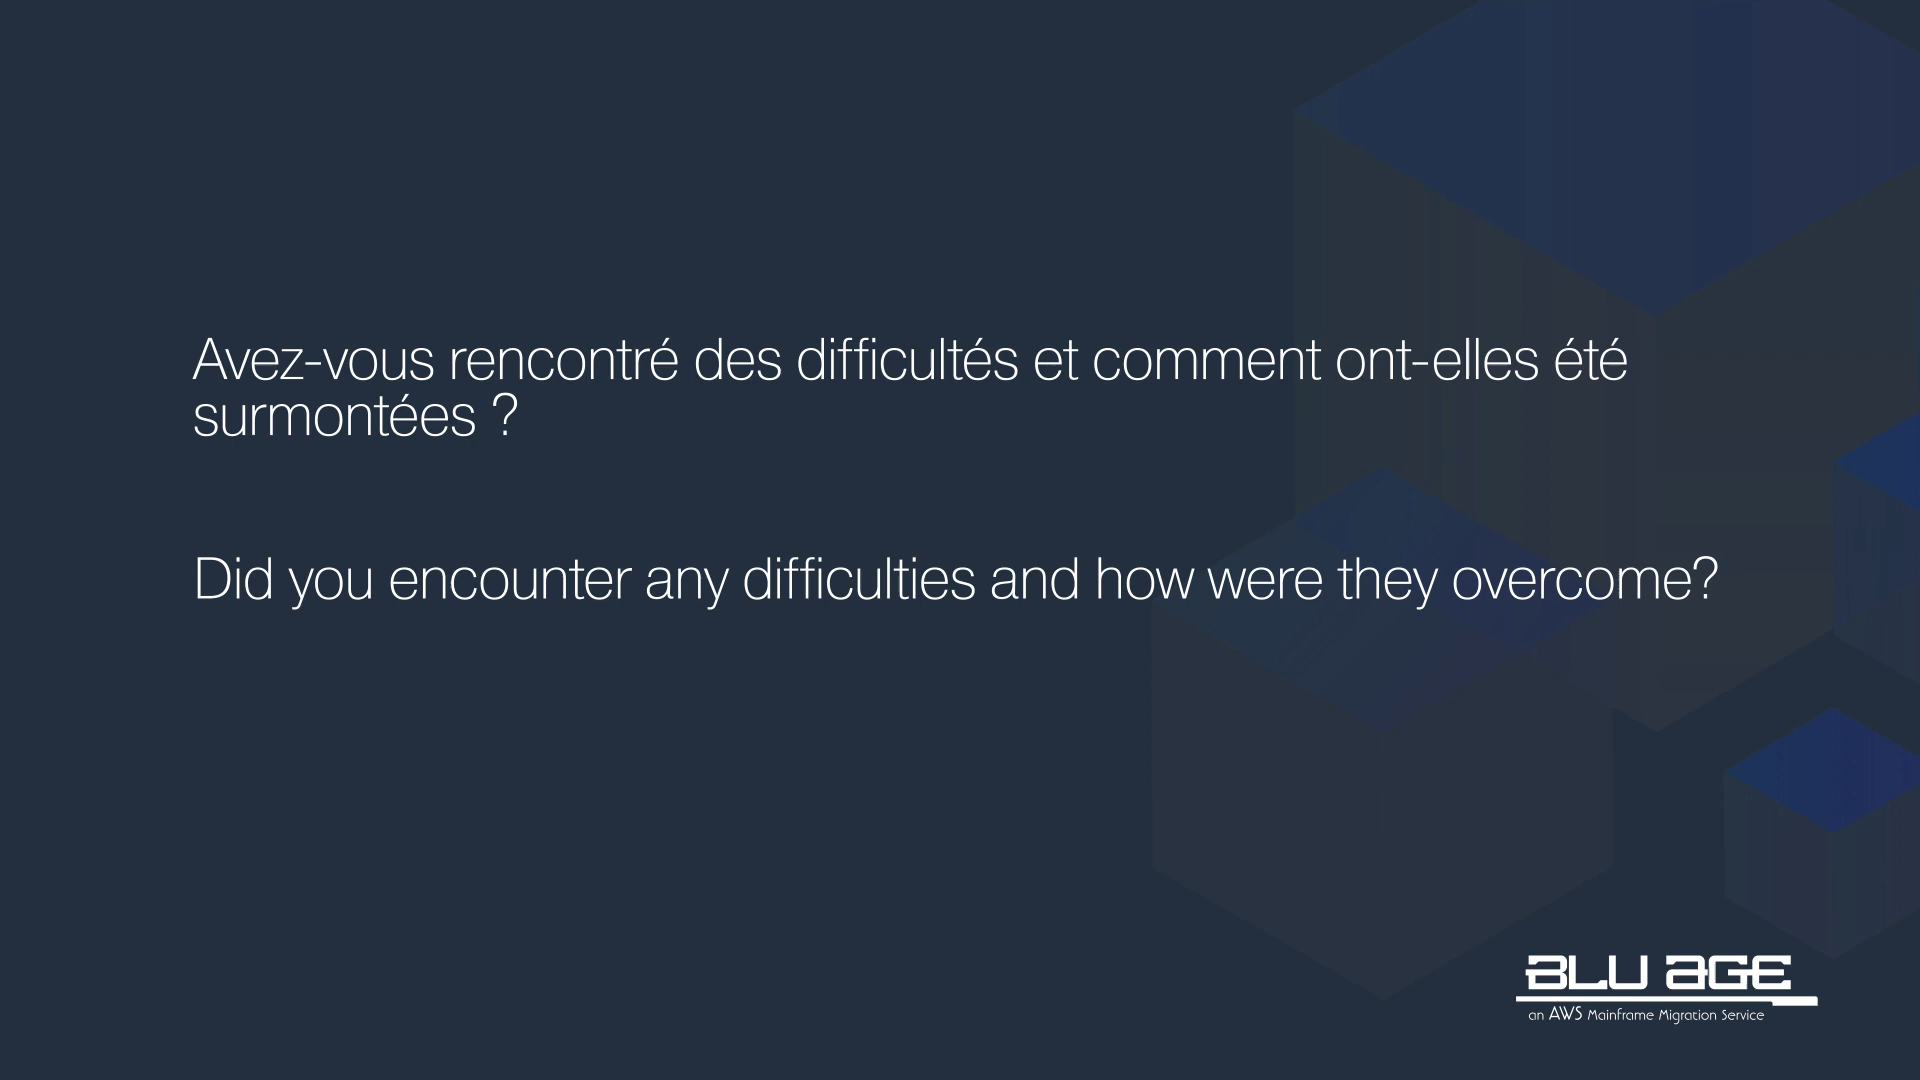 Avez-vous rencontré des difficultés et comment ont-elles été
surmontées ?
Did you encounter any difficulties and how were they overcome?
BLU AGE
an AWS Mainframe Migration Service